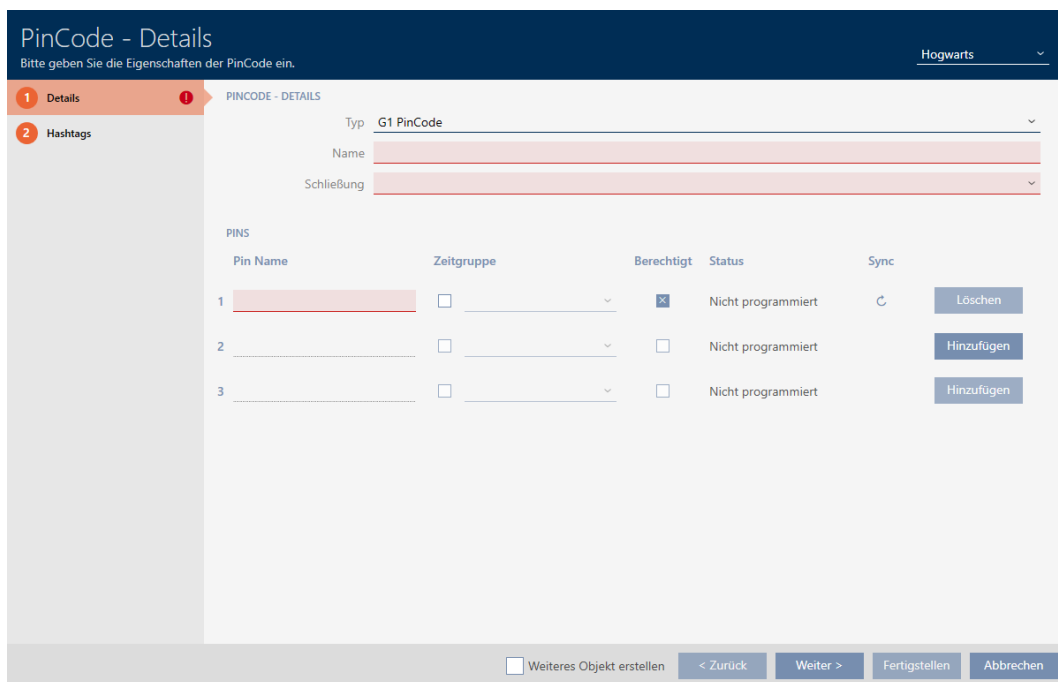 PinCode - Details
Bitte geben Sie die Eigenschaften der PinCode ein.
Hogwarts
1 Details
2 Hashtags
PINCODE - DETAILS
Typ G1 PinCode
Name
Schließung
PINS
Pin Name Zeitgruppe Berechtigt Status Sync
1 Nicht programmiert Löschen
2 Nicht programmiert Hinzufügen
3 Nicht programmiert Hinzufügen
Weiteres Objekt erstellen < Zurück Weiter > Fertigstellen Abbrechen